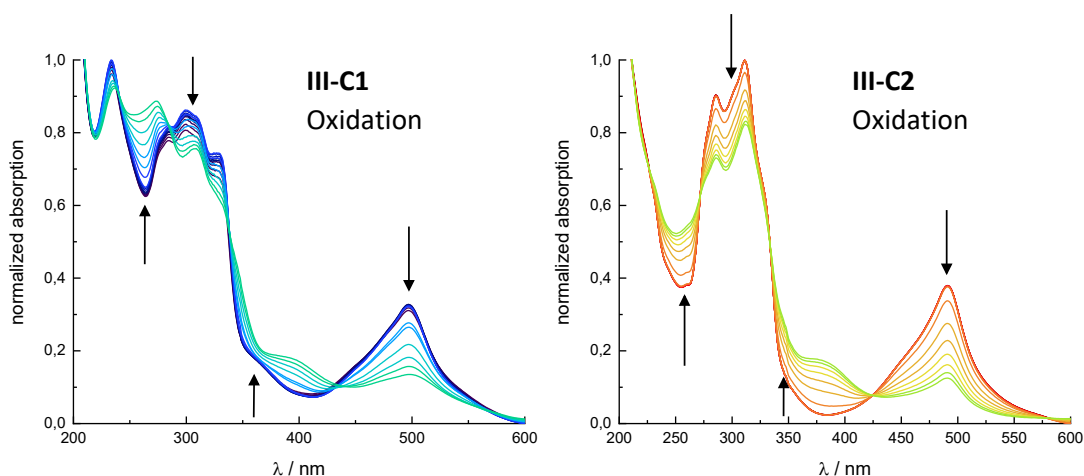 1,0
0,8
0,6
0,4
0,2
0,0
normalized absorption
III-C1
Oxidation
200 300 400 500 600
λ / nm
1,0
0,8
0,6
0,4
0,2
0,0
normalized absorption
III-C2
Oxidation
200 250 300 350 400 450 500 550 600
λ / nm